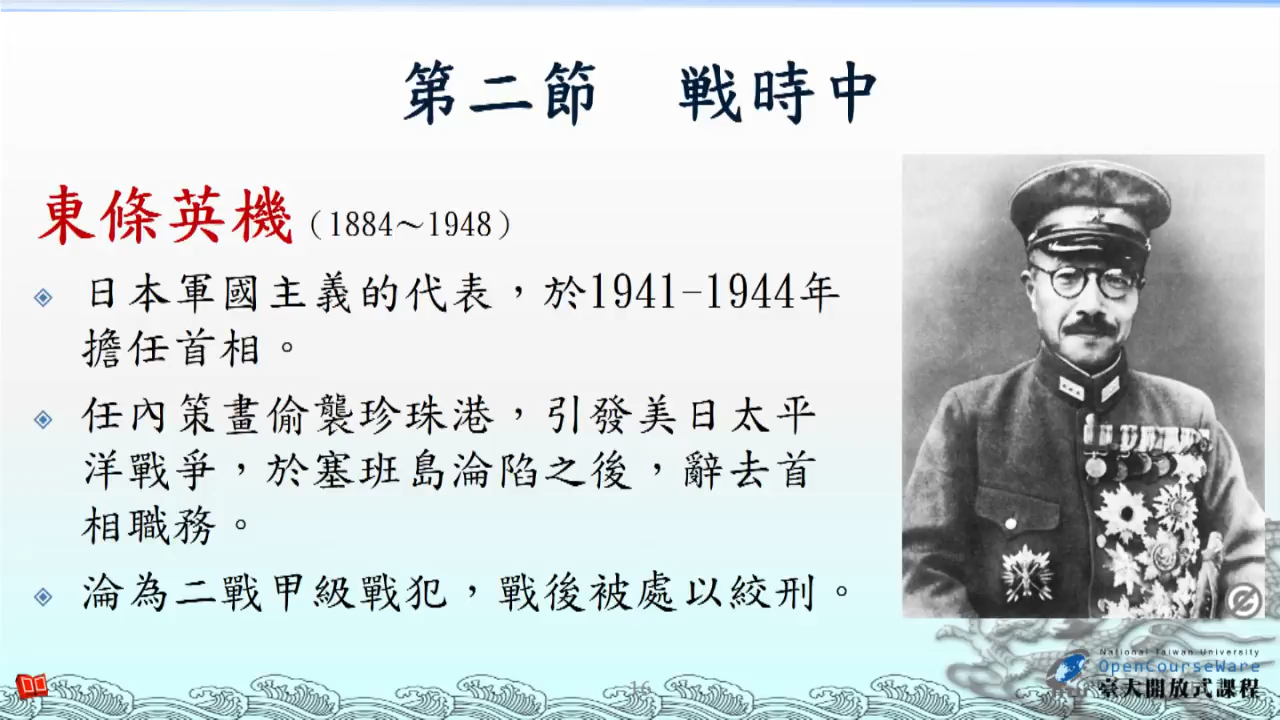 第二節　戦時中
東條英機（1884～1948）
日本軍國主義的代表，於1941-1944年
擔任首相。
任內策畫偷襲珍珠港，引發美日太平
洋戰爭，於塞班島淪陷之後，辭去首
相職務。
淪為二戰甲級戰犯，戰後被處以絞刑。
16
National Taiwan University
OpenCourseWare
臺大開放式課程